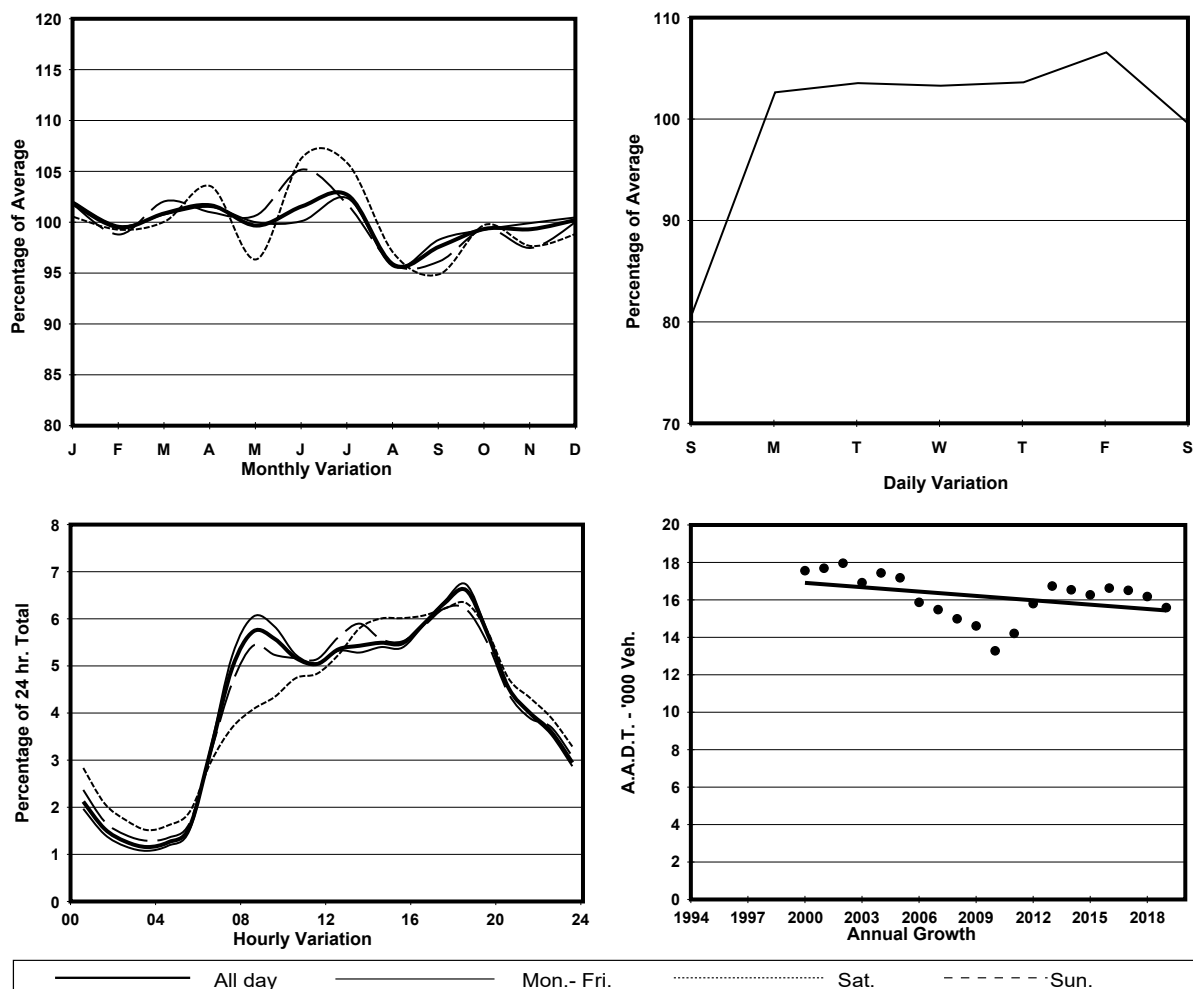 120
115
110
105
100
95
90
85
80
Percentage of Average
J F M A M J J A S O N D
Monthly Variation
110
100
90
80
70
Percentage of Average
S M T W T F S
Daily Variation
8
7
6
5
4
3
2
1
0
Percentage of 24 hr. Total
00 04 08 12 16 20 24
Hourly Variation
20
18
16
14
12
10
8
6
4
2
0
A.A.D.T. - '000 Veh.
1994 1997 2000 2003 2006 2009 2012 2015 2018
Annual Growth
All day Mon.- Fri. Sat. Sun.